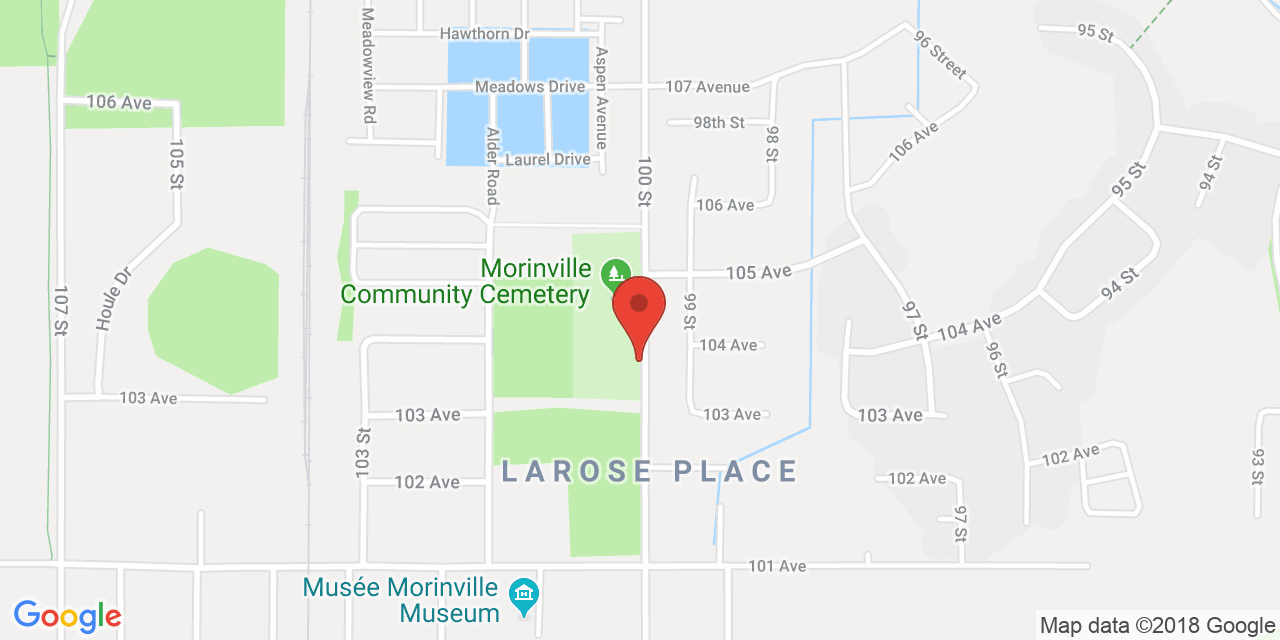 Meadowview Rd
Hawthorn Dr
Aspen Avenue
Meadows Drive
107 Avenue
96 Street
95 St
106 Ave
105 St
Alder Road
Laurel Drive
100 St
98th St
98 St
106 Ave
94 St
95 St
106 Ave
Morinville
Community Cemetery
105 Ave
99 St
97 St
104 Ave
94 St
107 St
Houle Dr
104 Ave
96 St
103 Ave
103 Ave
103 Ave
103 Ave
103 St
102 Ave
LAROSE PLACE
102 Ave
102 Ave
93 St
97 St
101 Ave
Musée Morinville
Museum
Google
Map data ©2018 Google